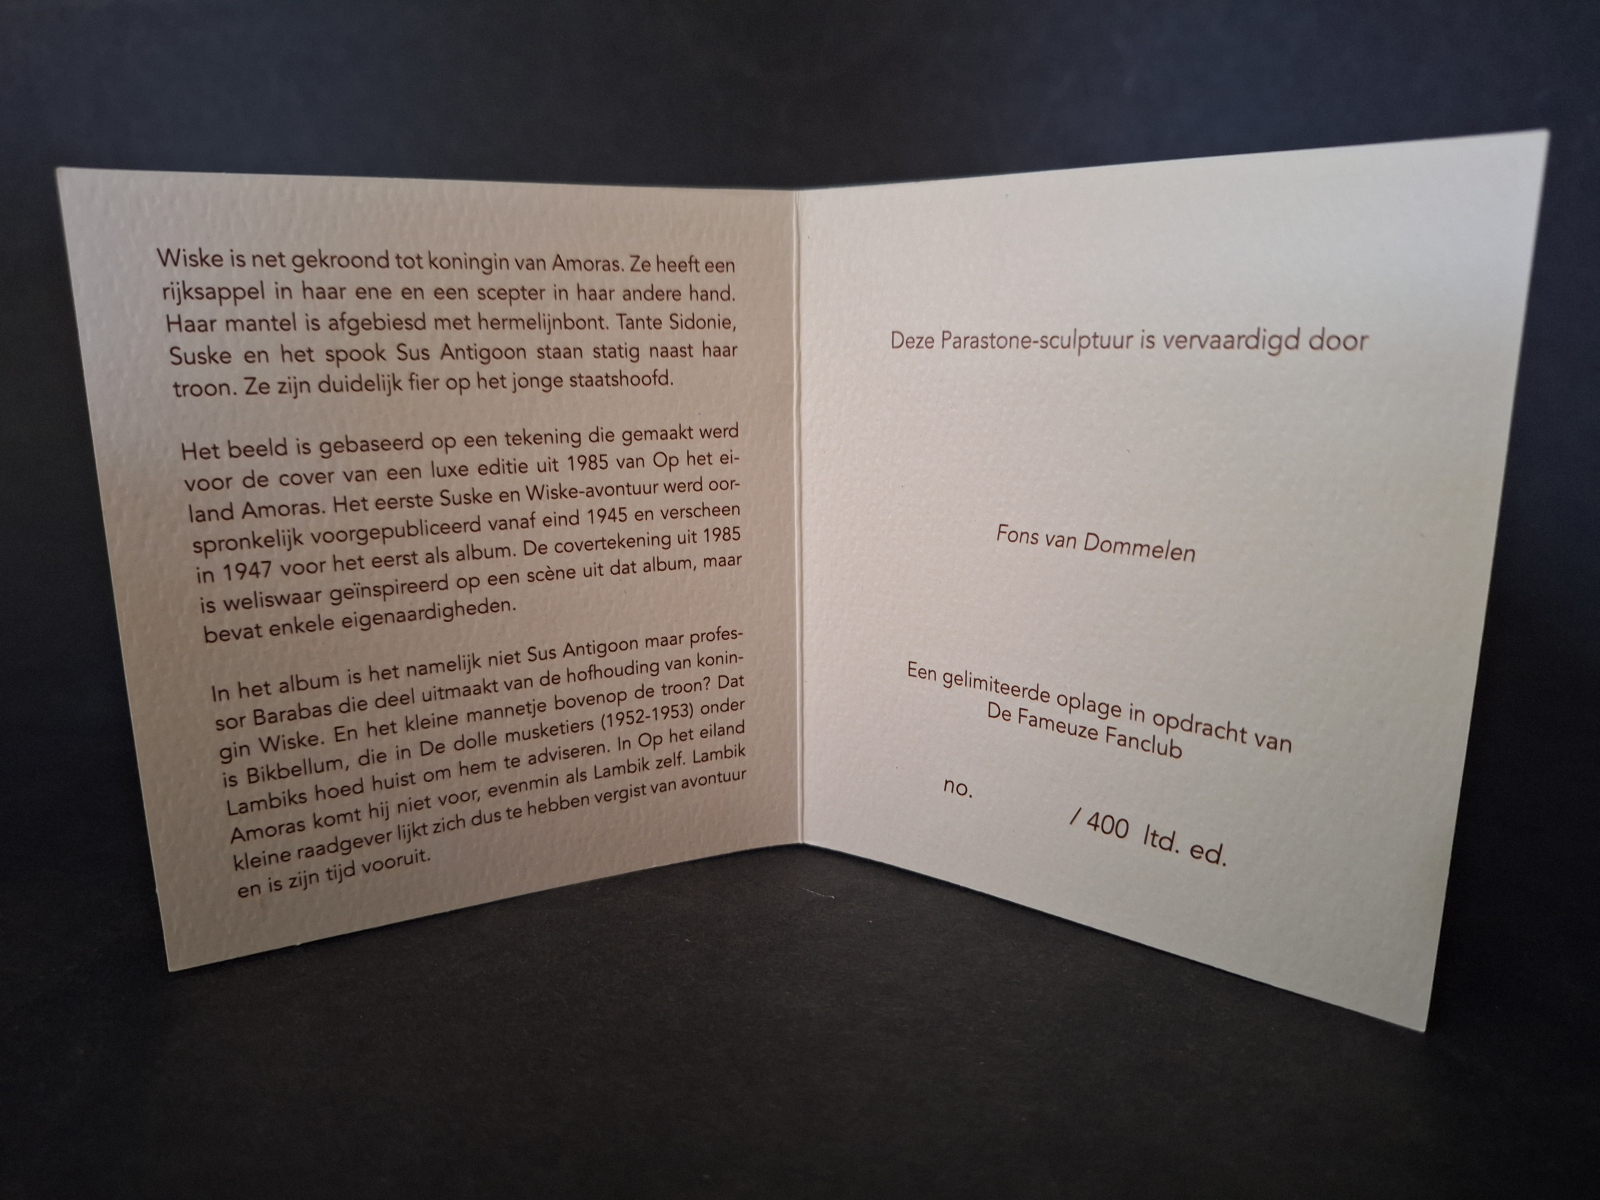 Wiske is net gekroond tot koningin van Amoras. Ze heeft een
rijksappel in haar ene en een scepter in haar andere hand.
Haar mantel is afgebiesd met hermelijnbont. Tante Sidonie,
Suske en het spook Sus Antigoon staan statig naast haar
troon. Ze zijn duidelijk fier op het jonge staatshoofd.
Het beeld is gebaseerd op een tekening die gemaakt werd
voor de cover van een luxe editie uit 1985 van Op het ei-
land Amoras. Het eerste Suske en Wiske-avontuur werd oor-
spronkelijk voorgepubliceerd vanaf eind 1945 en verscheen
in 1947 voor het eerst als album. De covertekening uit 1985
is weliswaar geïnspireerd op een scène uit dat album, maar
bevat enkele eigenaardigheden.
In het album is het namelijk niet Sus Antigoon maar profes-
sor Barabas die deel uitmaakt van de hofhouding van konin-
gin Wiske. En het kleine mannetje bovenop de troon? Dat
is Bikbellum, die in De dolle musketiers (1952-1953) onder
Lambiks hoed huist om hem te adviseren. In Op het eiland
Amoras komt hij niet voor, evenmin als Lambik zelf. Lambik
kleine raadgever lijkt zich dus te hebben vergist van avontuur
en is zijn tijd vooruit.
Deze Parastone-sculptuur is vervaardigd door
Fons van Dommelen
Een gelimiteerde oplage in opdracht van
De Fameuze Fanclub
no. / 400 ltd. ed.